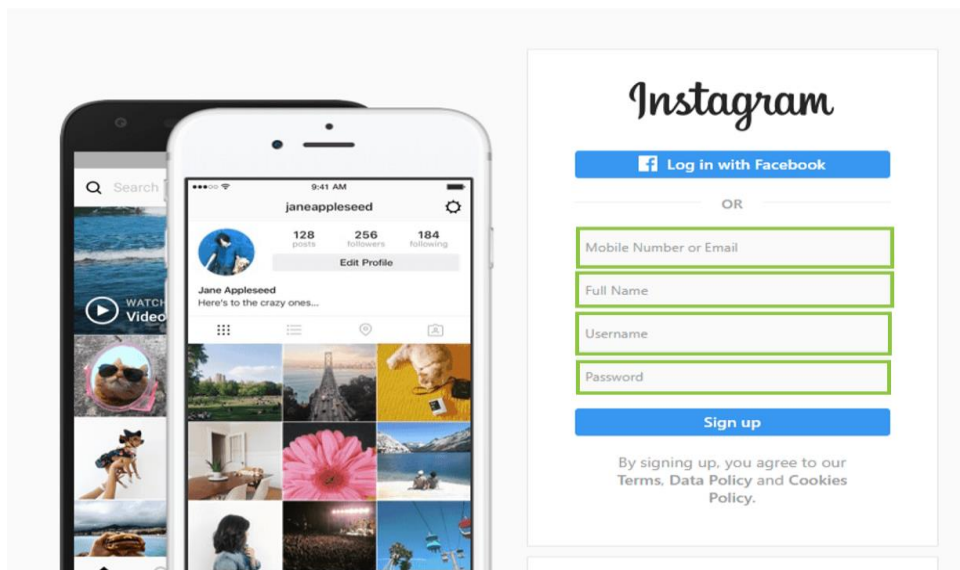 Search
WATCH
Video
9:41 AM
janeappleseed
128 256 184
posts followers following
Edit Profile
Jane Appleseed
Here's to the crazy ones...
Instagram
f Log in with Facebook
OR
Mobile Number or Email
Full Name
Username
Password
Sign up
By signing up, you agree to our
Terms, Data Policy and Cookies
Policy.